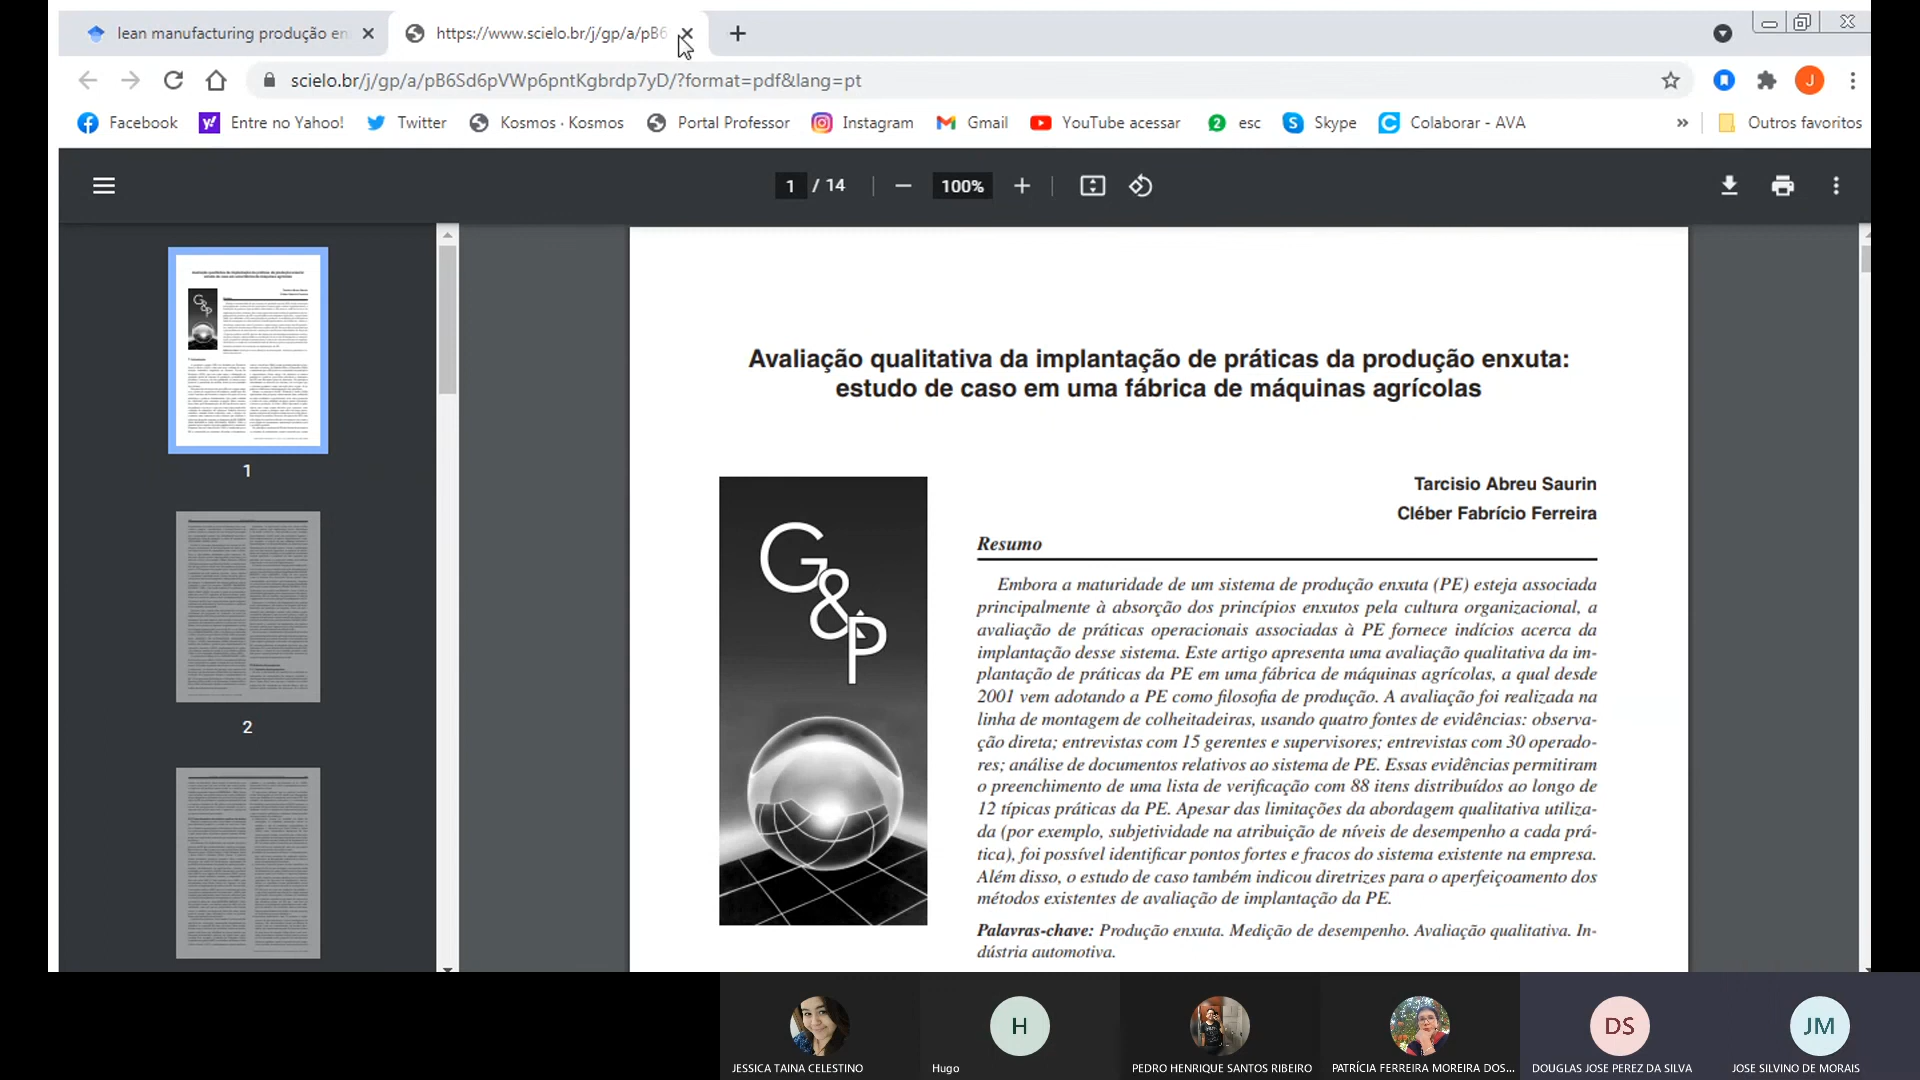 lean manufacturing produção en
https://www.scielo.br/j/gp/a/pB6
scielo.br/j/gp/a/pB6Sd6pVWp6pntKgbrdp7yD/?format=pdf&lang=pt
J
Facebook
Entre no Yahoo!
Twitter
Kosmos · Kosmos
Portal Professor
Instagram
Gmail
YouTube acessar
2 esc
Skype
Colaborar - AVA
»
Outros favoritos
1 / 14
100%
1
2
Avaliação qualitativa da implantação de práticas da produção enxuta:
estudo de caso em uma fábrica de máquinas agrícolas
G&P
Tarcisio Abreu Saurin
Cléber Fabrício Ferreira
Resumo
Embora a maturidade de um sistema de produção enxuta (PE) esteja associada
principalmente à absorção dos princípios enxutos pela cultura organizacional, a
avaliação de práticas operacionais associadas à PE fornece indícios acerca da
implantação desse sistema. Este artigo apresenta uma avaliação qualitativa da im-
plantação de práticas da PE em uma fábrica de máquinas agrícolas, a qual desde
2001 vem adotando a PE como filosofia de produção. A avaliação foi realizada na
linha de montagem de colheitadeiras, usando quatro fontes de evidências: observa-
ção direta; entrevistas com 15 gerentes e supervisores; entrevistas com 30 operado-
res; análise de documentos relativos ao sistema de PE. Essas evidências permitiram
o preenchimento de uma lista de verificação com 88 itens distribuídos ao longo de
12 típicas práticas da PE. Apesar das limitações da abordagem qualitativa utiliza-
da (por exemplo, subjetividade na atribuição de níveis de desempenho a cada prá-
tica), foi possível identificar pontos fortes e fracos do sistema existente na empresa.
Além disso, o estudo de caso também indicou diretrizes para o aperfeiçoamento dos
métodos existentes de avaliação de implantação da PE.
Palavras-chave: Produção enxuta. Medição de desempenho. Avaliação qualitativa. In-
dústria automotiva.
H
DS
JM
JESSICA TAINA CELESTINO
Hugo
PEDRO HENRIQUE SANTOS RIBEIRO
PATRÍCIA FERREIRA MOREIRA DOS...
DOUGLAS JOSE PEREZ DA SILVA
JOSE SILVINO DE MORAIS